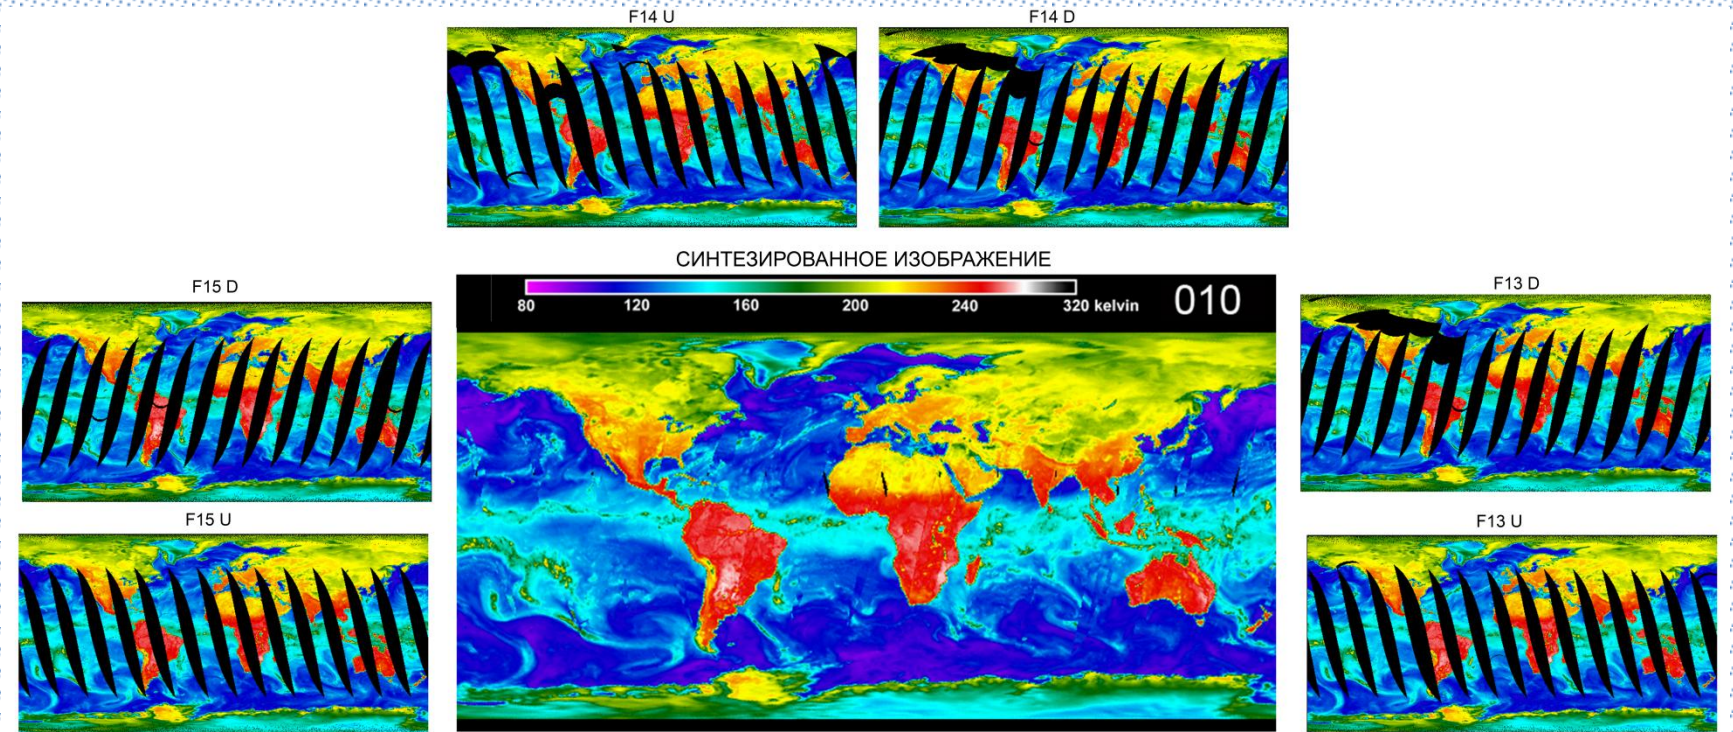 F14 U
F14 D
СИНТЕЗИРОВАННОЕ ИЗОБРАЖЕНИЕ
80 120 160 200 240 320 kelvin 010
F15 D
F13 D
F15 U
F13 U